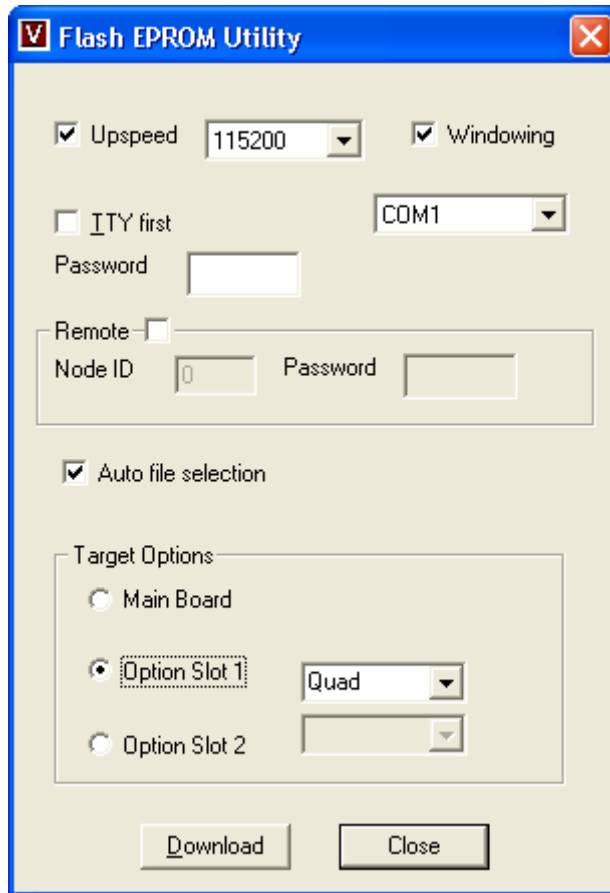 V Flash EPROM Utility
Upspeed 115200 Windowing
TTY first COM1
Password
Remote
Node ID 0 Password
Auto file selection
Target Options
Main Board
Option Slot 1 Quad
Option Slot 2
Download Close